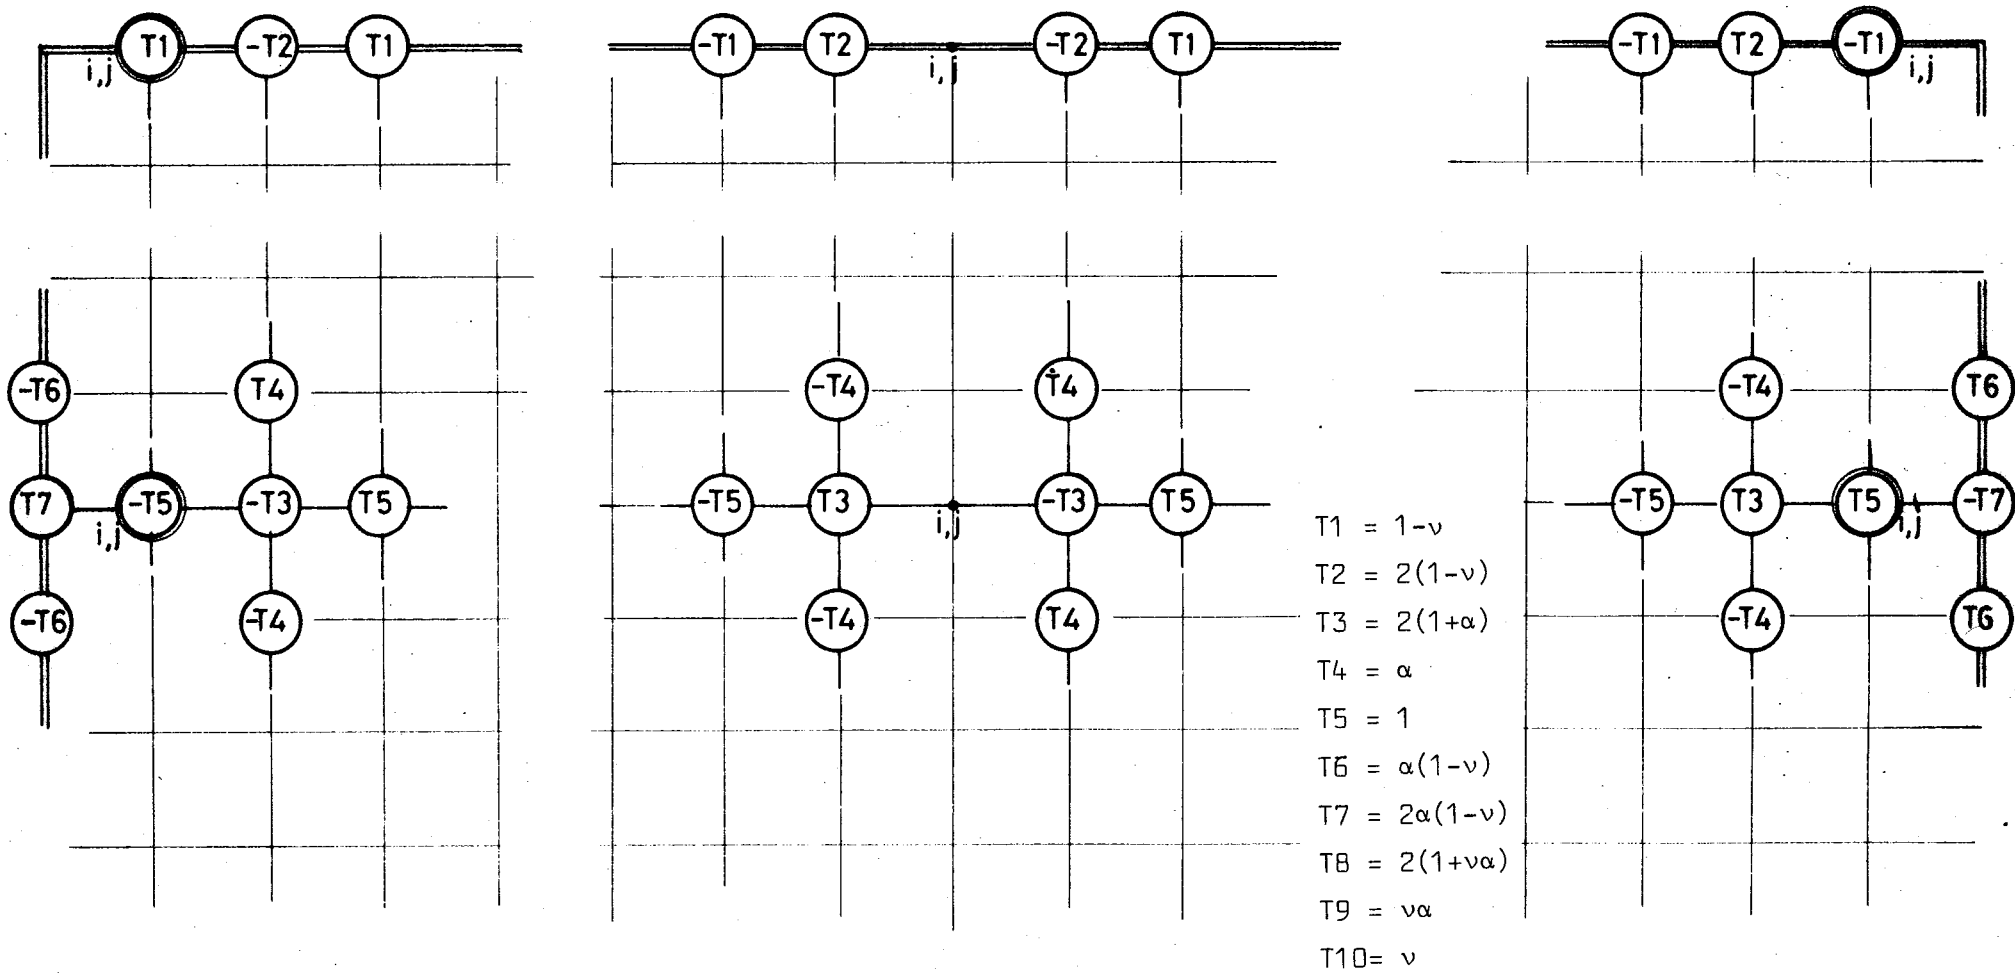 T1 -T2 T1
i,j
-T1 T2 -T2 T1
i,j
-T1 T2 -T1
i,j
-T6 T4
T7 -T5 -T3 T5
i,j
-T6 -T4
-T4 T4
-T5 T3 -T3 T5
i,j
-T4 T4
-T4 T6
-T5 T3 T5 -T7
i,j
-T4 T6
T1 = 1-ν
T2 = 2(1-ν)
T3 = 2(1+α)
T4 = α
T5 = 1
T6 = α(1-ν)
T7 = 2α(1-ν)
T8 = 2(1+να)
T9 = να
T10= ν